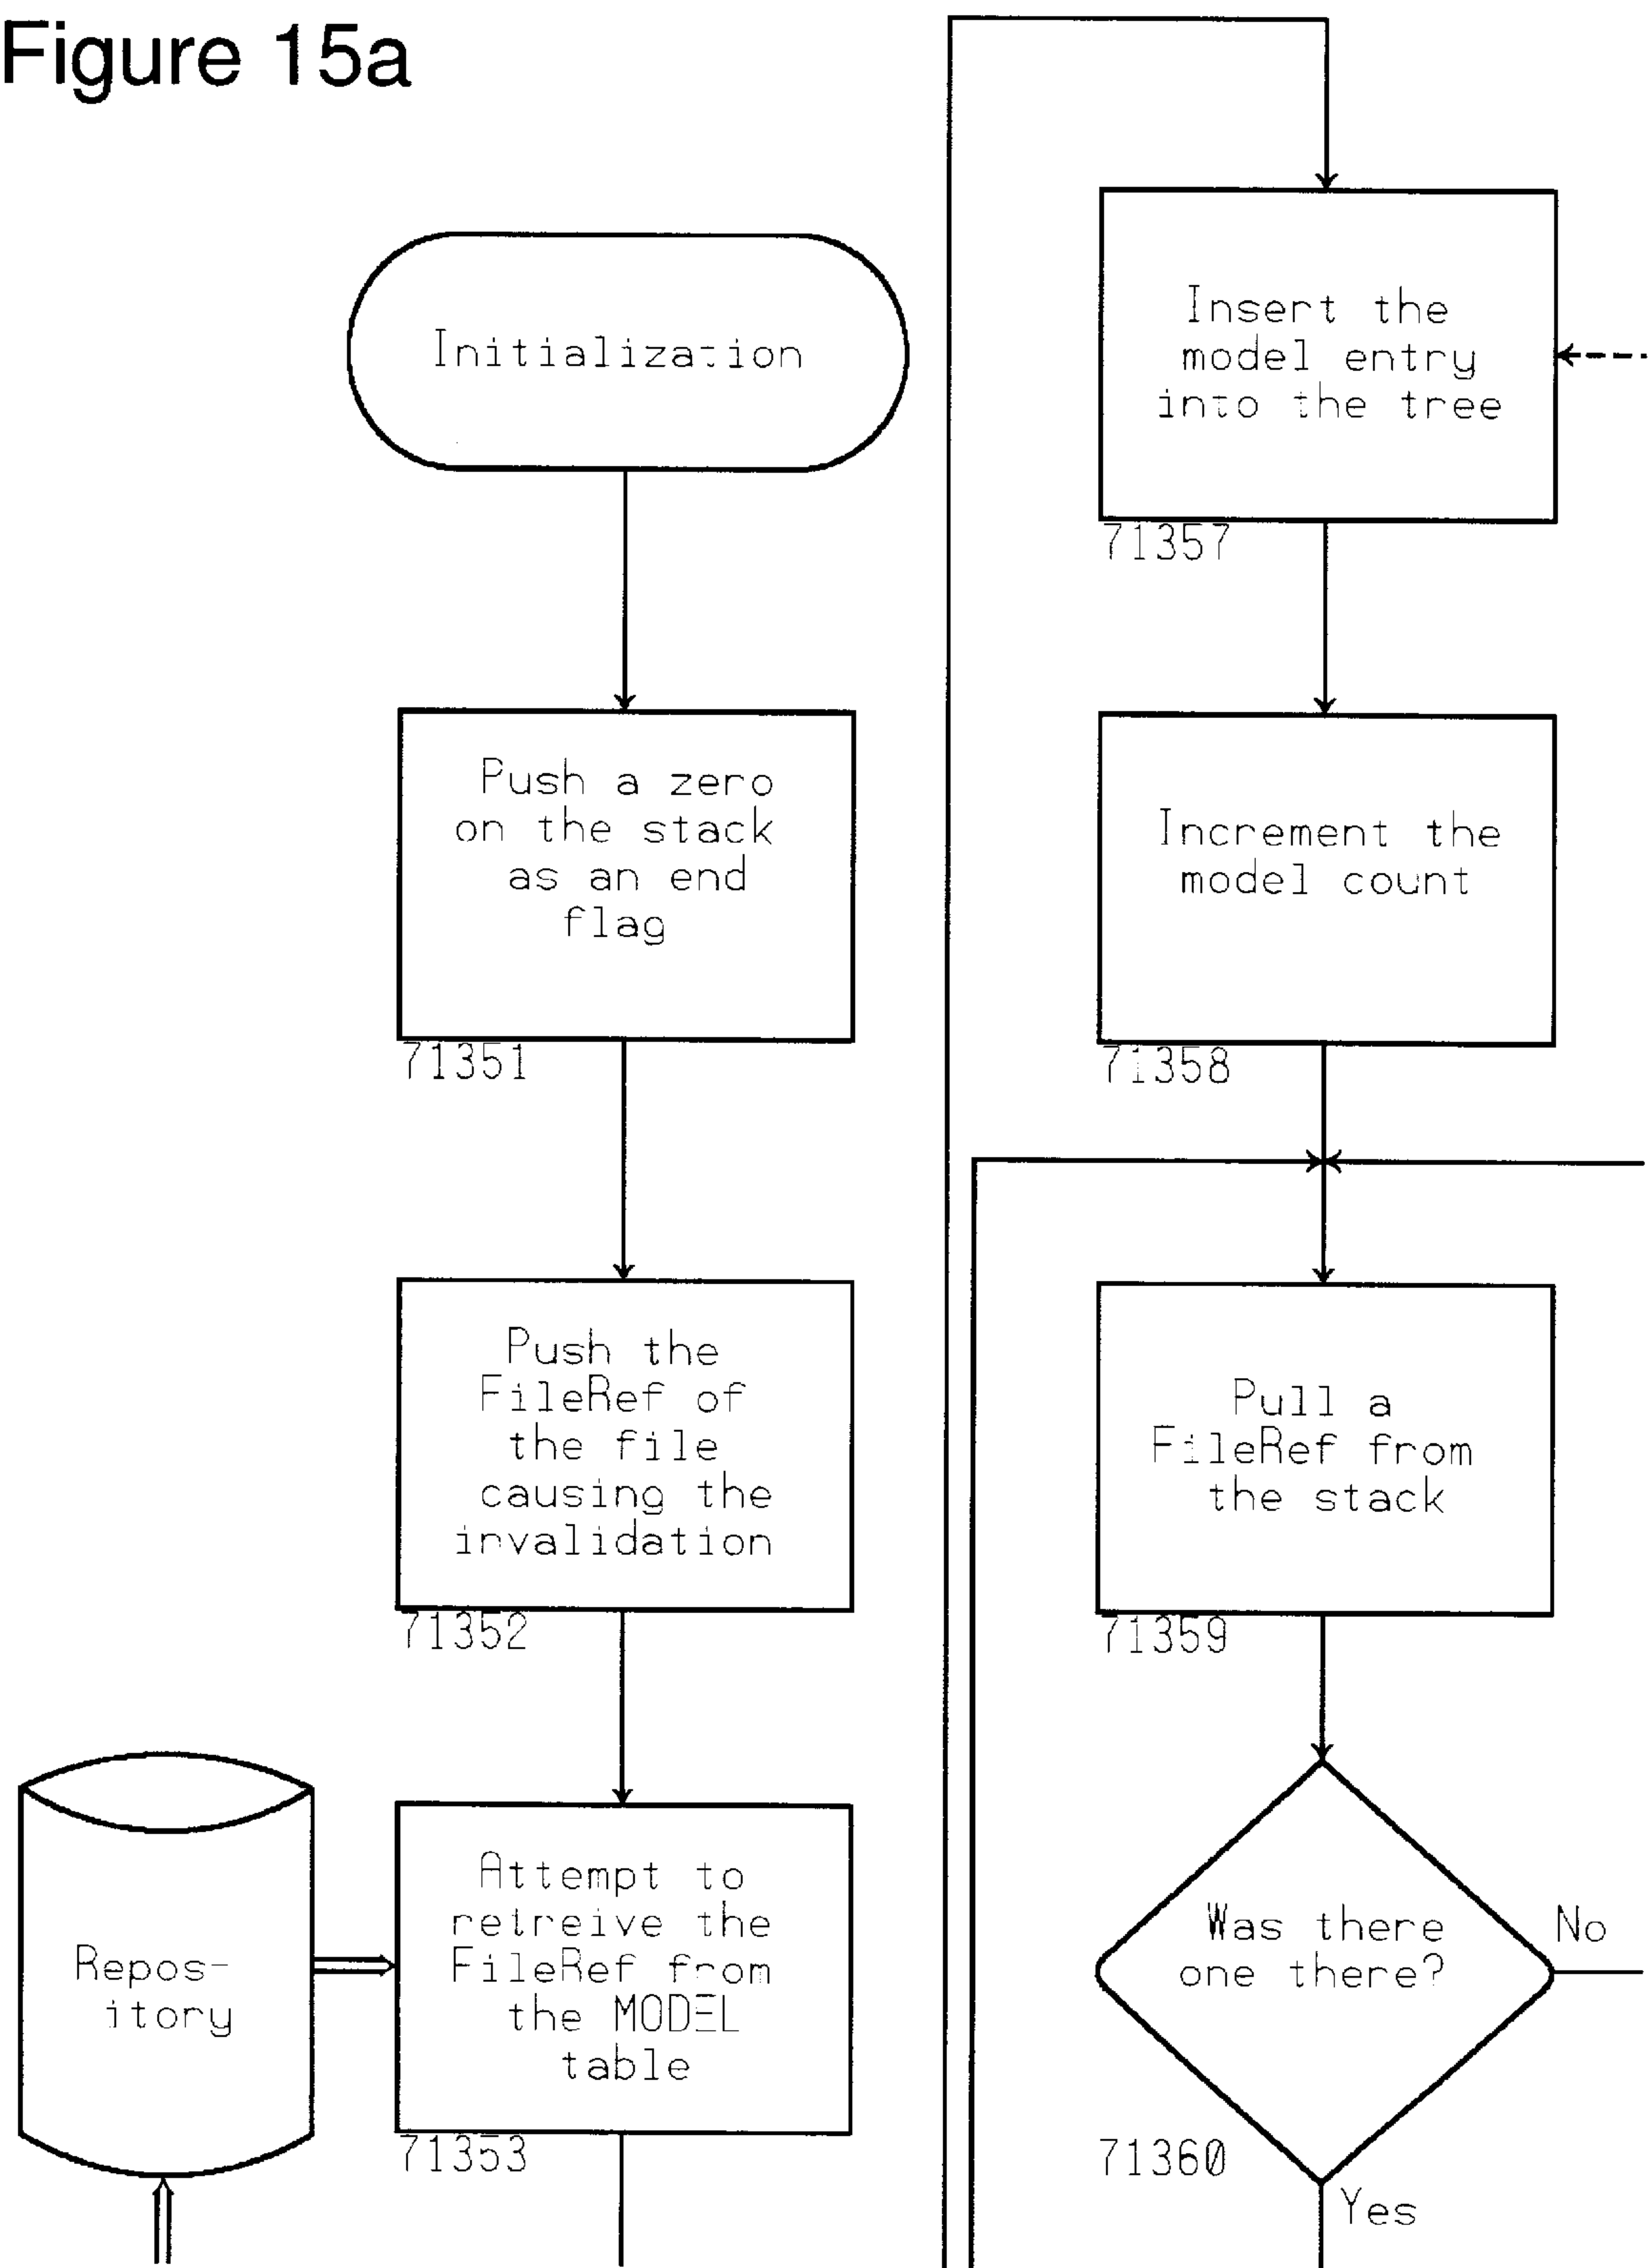 Figure 15a
Initialization
Push a zero
on the stack
as an end
flag
71351
Push the
FileRef of
the file
causing the
invalidation
71352
Repos-
itory
Attempt to
retreive the
FileRef from
the MODEL
table
71353
Insert the
model entry
into the tree
71357
Increment the
model count
71358
Pull a
FileRef from
the stack
71359
Was there
one there?
No
71360
Yes